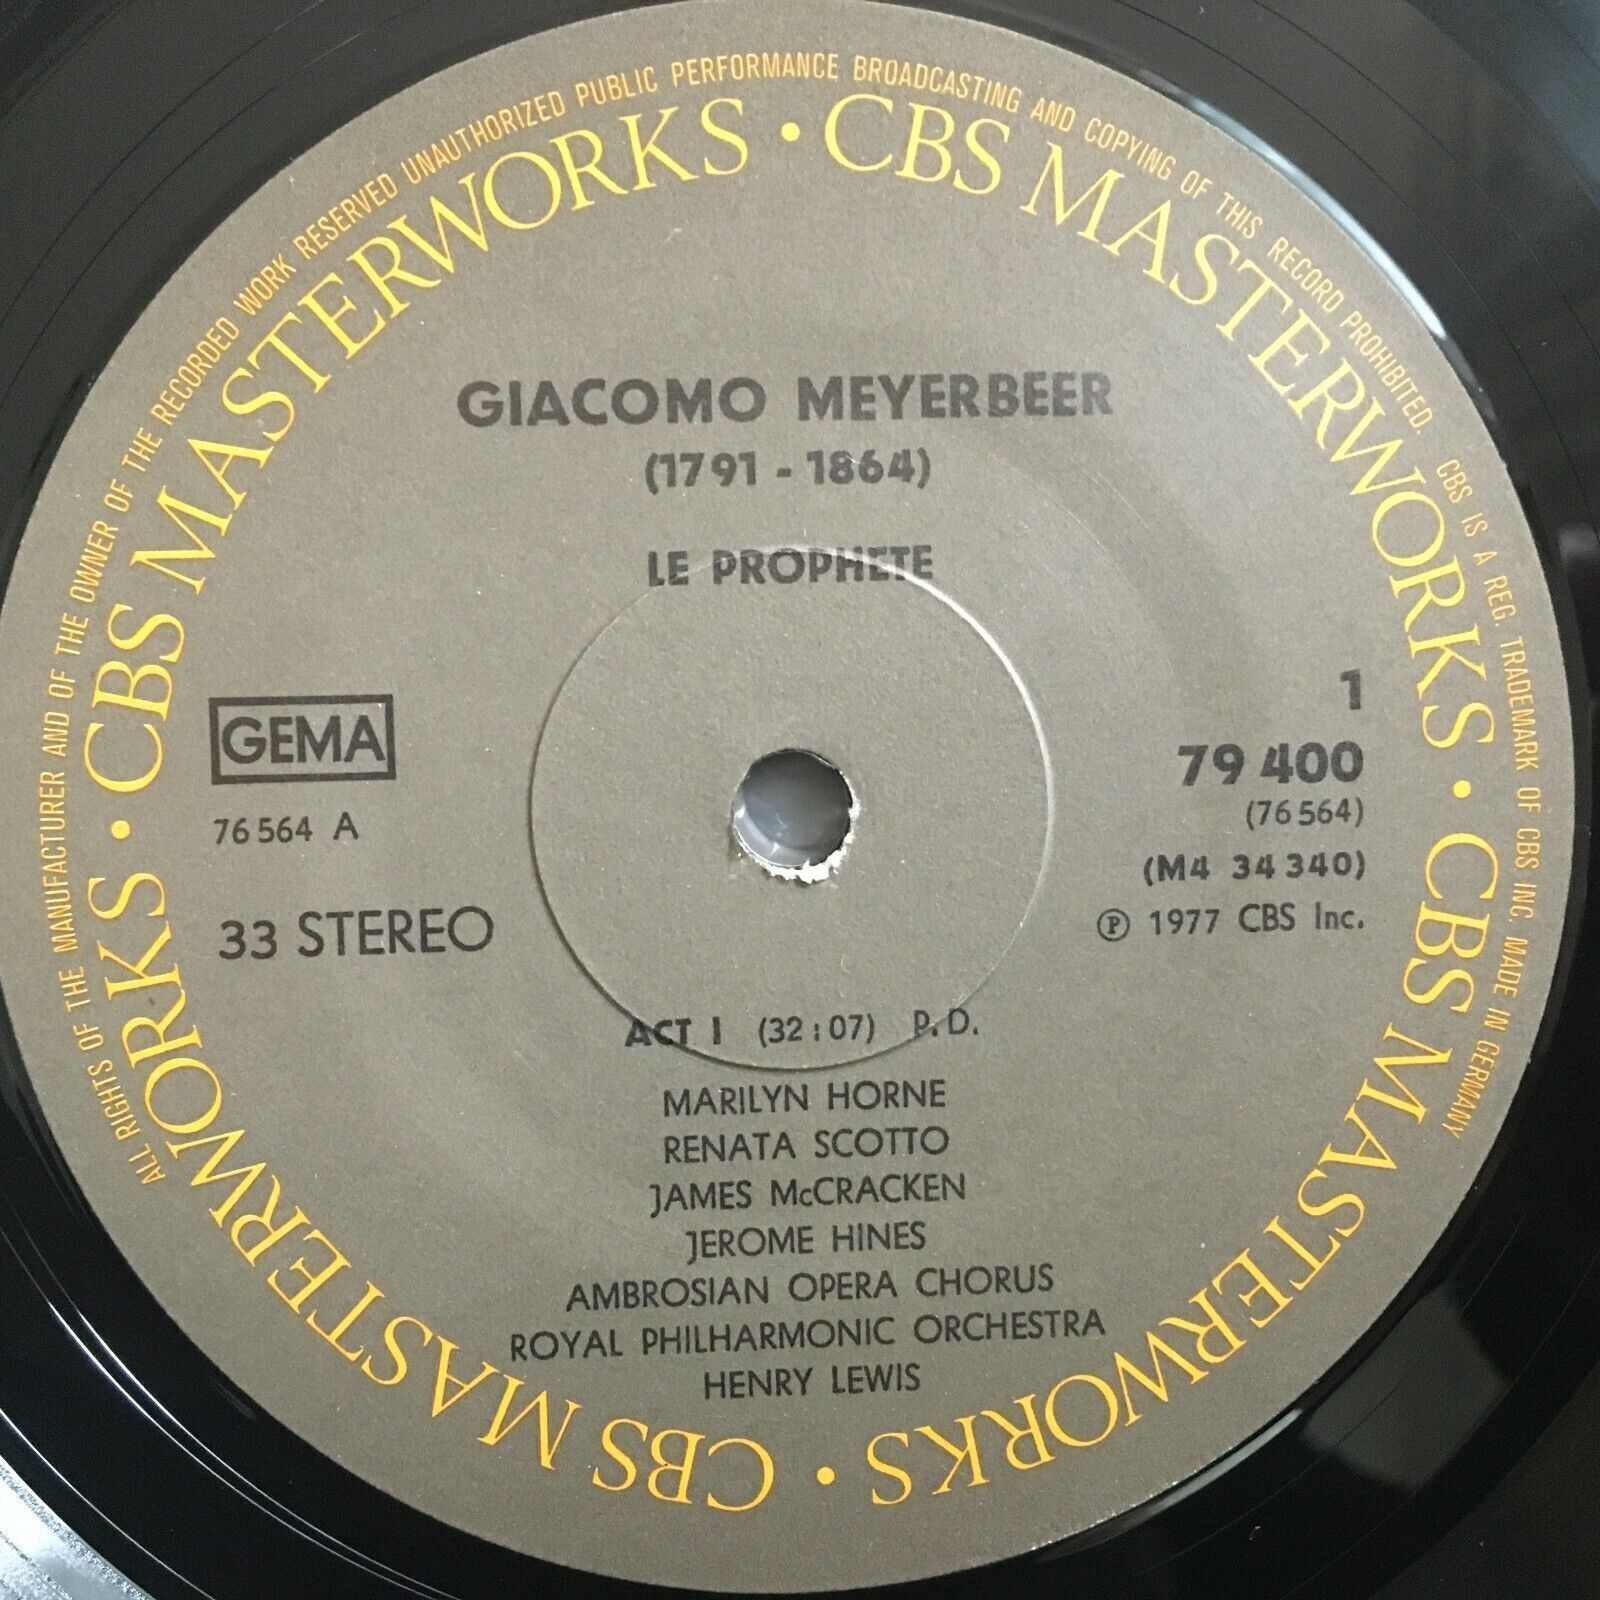 ALL RIGHTS OF THE MANUFACTURER AND OF THE OWNER OF THE RECORDED WORK RESERVED UNAUTHORIZED PUBLIC PERFORMANCE BROADCASTING AND COPYING OF THIS RECORD PROHIBITED. CBS IS A REG. TRADEMARK OF CBS INC. MADE IN GERMANY
CBS MASTERWORKS · CBS MASTERWORKS · CBS MASTERWORKS · CBS MASTERWORKS ·
GIACOMO MEYERBEER
(1791 - 1864)
LE PROPHETE
GEMA
76 564 A
33 STEREO
1
79 400
(76 564)
(M4 34 340)
℗ 1977 CBS Inc.
ACT I (32:07) P.D.
MARILYN HORNE
RENATA SCOTTO
JAMES McCRACKEN
JEROME HINES
AMBROSIAN OPERA CHORUS
ROYAL PHILHARMONIC ORCHESTRA
HENRY LEWIS